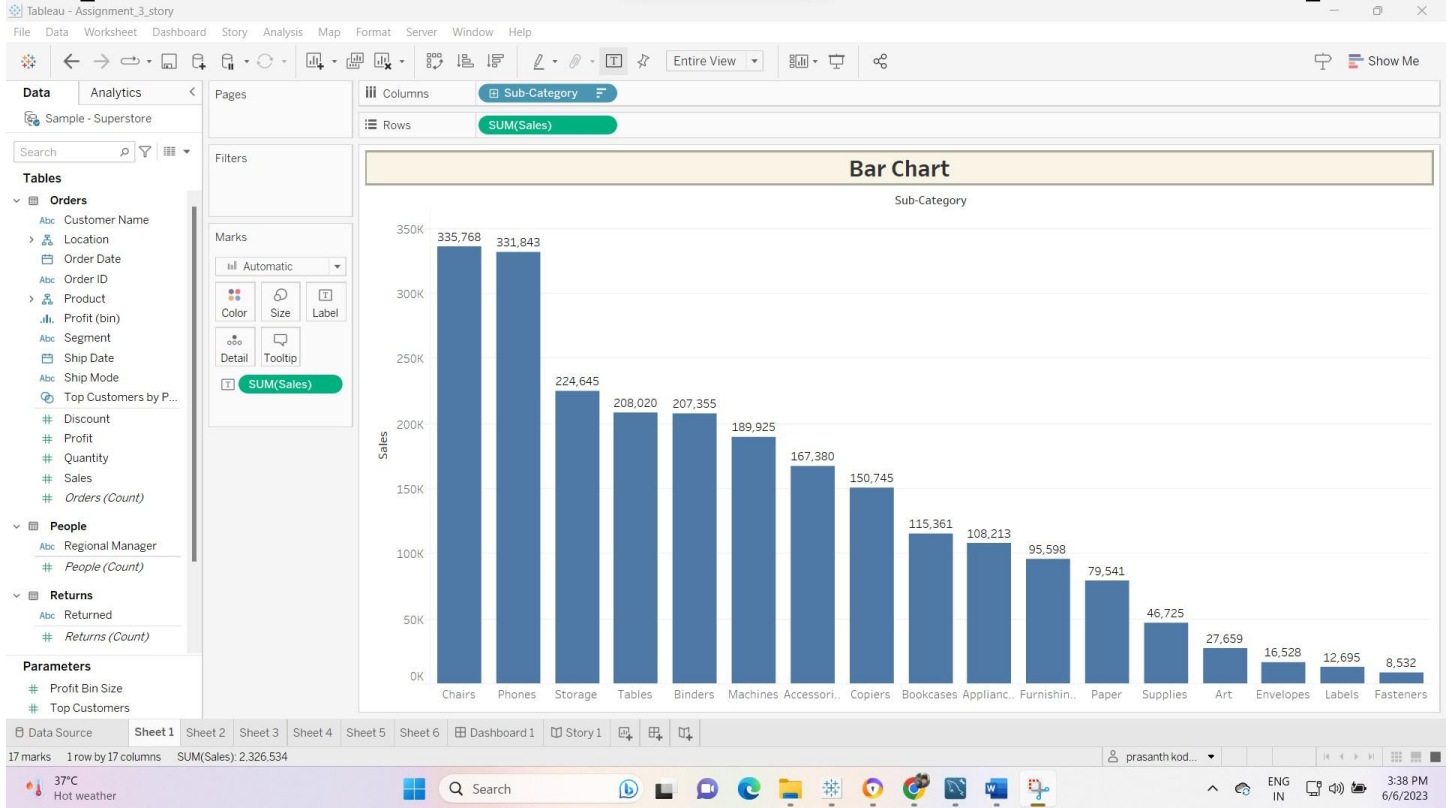 Tableau - Assignment_3_story
File Data Worksheet Dashboard Story Analysis Map Format Server Window Help
Entire View
Show Me
Data Analytics
Sample - Superstore
Search
Tables
Orders
Abc Customer Name
Location
Order Date
Abc Order ID
Product
Profit (bin)
Abc Segment
Ship Date
Abc Ship Mode
Top Customers by P...
# Discount
# Profit
# Quantity
# Sales
# Orders (Count)
People
Abc Regional Manager
# People (Count)
Returns
Abc Returned
# Returns (Count)
Parameters
# Profit Bin Size
# Top Customers
Pages
Filters
Marks
Automatic
Color Size T Label
Detail Tooltip
T SUM(Sales)
Columns Sub-Category
Rows SUM(Sales)
Bar Chart
Sub-Category
Sales
350K
300K
250K
200K
150K
100K
50K
0K
335,768 331,843 224,645 208,020 207,355 189,925 167,380 150,745 115,361 108,213 95,598 79,541 46,725 27,659 16,528 12,695 8,532
Chairs Phones Storage Tables Binders Machines Accessori.. Copiers Bookcases Applianc.. Furnishin.. Paper Supplies Art Envelopes Labels Fasteners
Data Source Sheet 1 Sheet 2 Sheet 3 Sheet 4 Sheet 5 Sheet 6 Dashboard 1 Story 1
17 marks 1 row by 17 columns SUM(Sales): 2,326,534
prasanth kod...
37°C
Hot weather
Search
ENG
IN
3:38 PM
6/6/2023